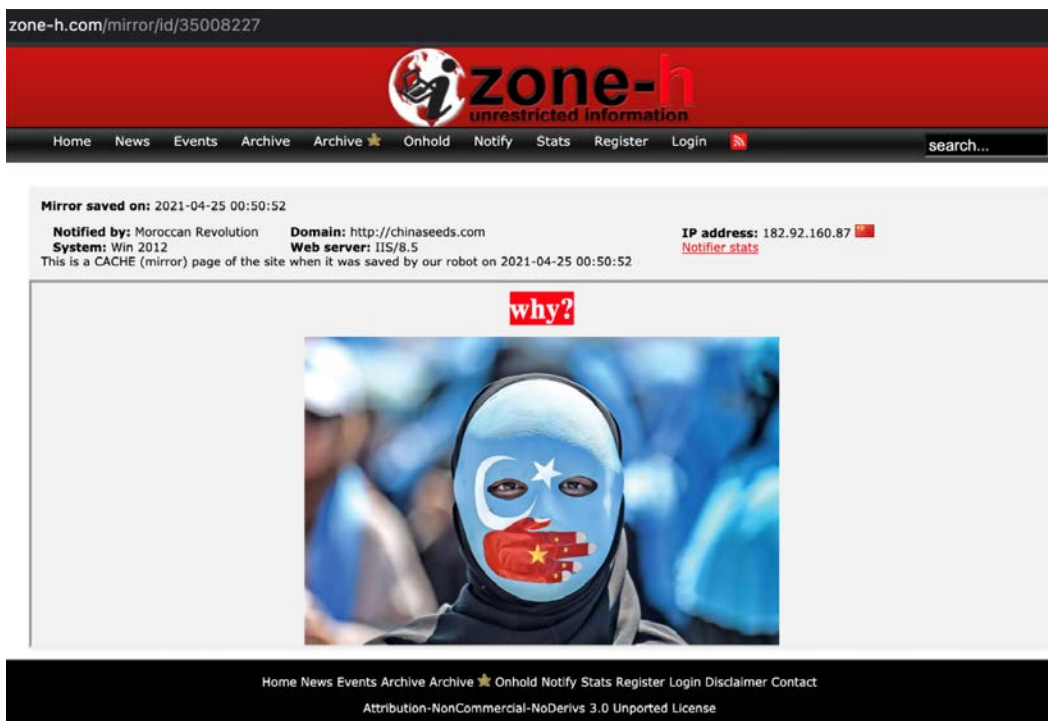 zone-h.com/mirror/id/35008227
zone-h
unrestricted information
Home News Events Archive Archive Onhold Notify Stats Register Login search...
Mirror saved on: 2021-04-25 00:50:52
Notified by: Moroccan Revolution Domain: http://chinaseeds.com IP address: 182.92.160.87
System: Win 2012 Web server: IIS/8.5 Notifier stats
This is a CACHE (mirror) page of the site when it was saved by our robot on 2021-04-25 00:50:52
why?
Home News Events Archive Archive Onhold Notify Stats Register Login Disclaimer Contact
Attribution-NonCommercial-NoDerivs 3.0 Unported License